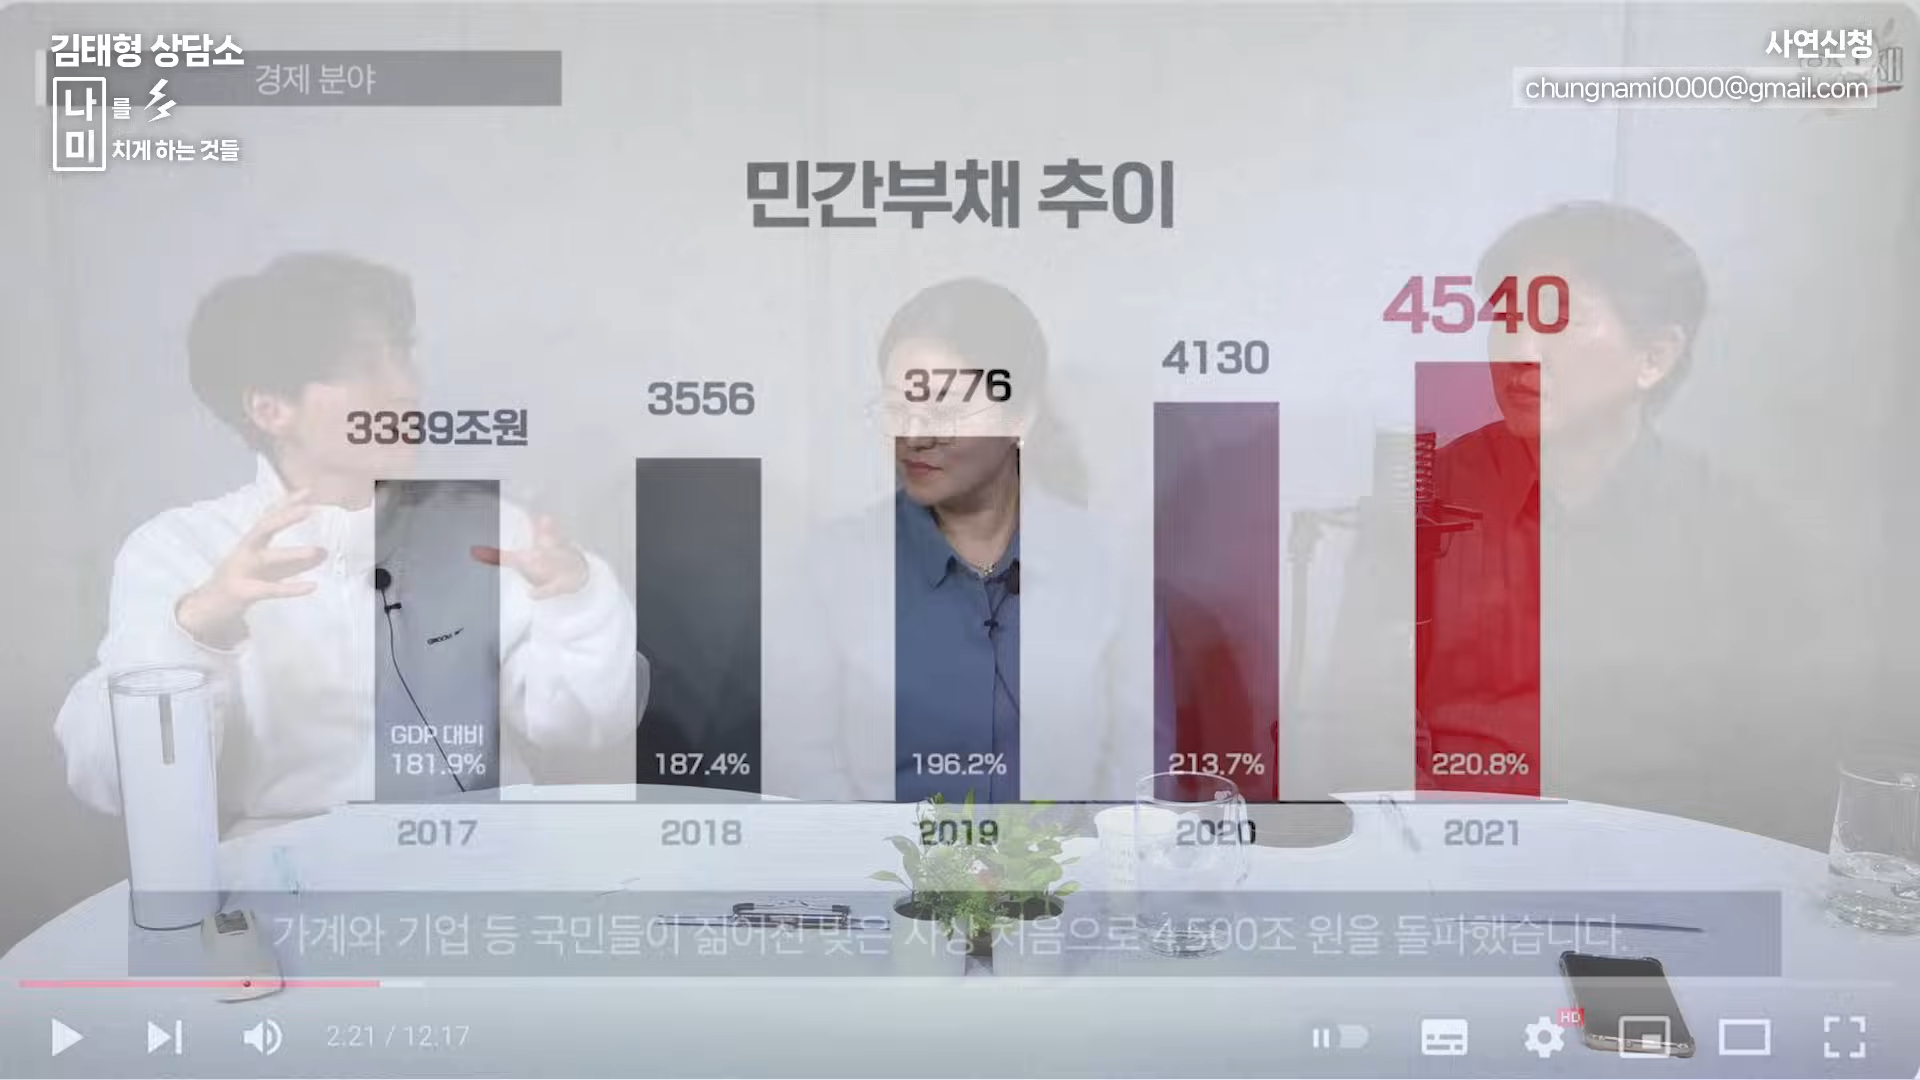 김태형 상담소
나를
미치게 하는 것들
경제 분야
사연신청
chungnami0000@gmail.com
민간부채 추이
3339조원
3556
3776
4130
4540
GDP 대비
181.9%
187.4%
196.2%
213.7%
220.8%
2017
2018
2019
2020
2021
가계와 기업 등 국민들이 짊어진 빚은 사상 처음으로 4,500조 원을 돌파했습니다.
2:21 / 12:17
HD